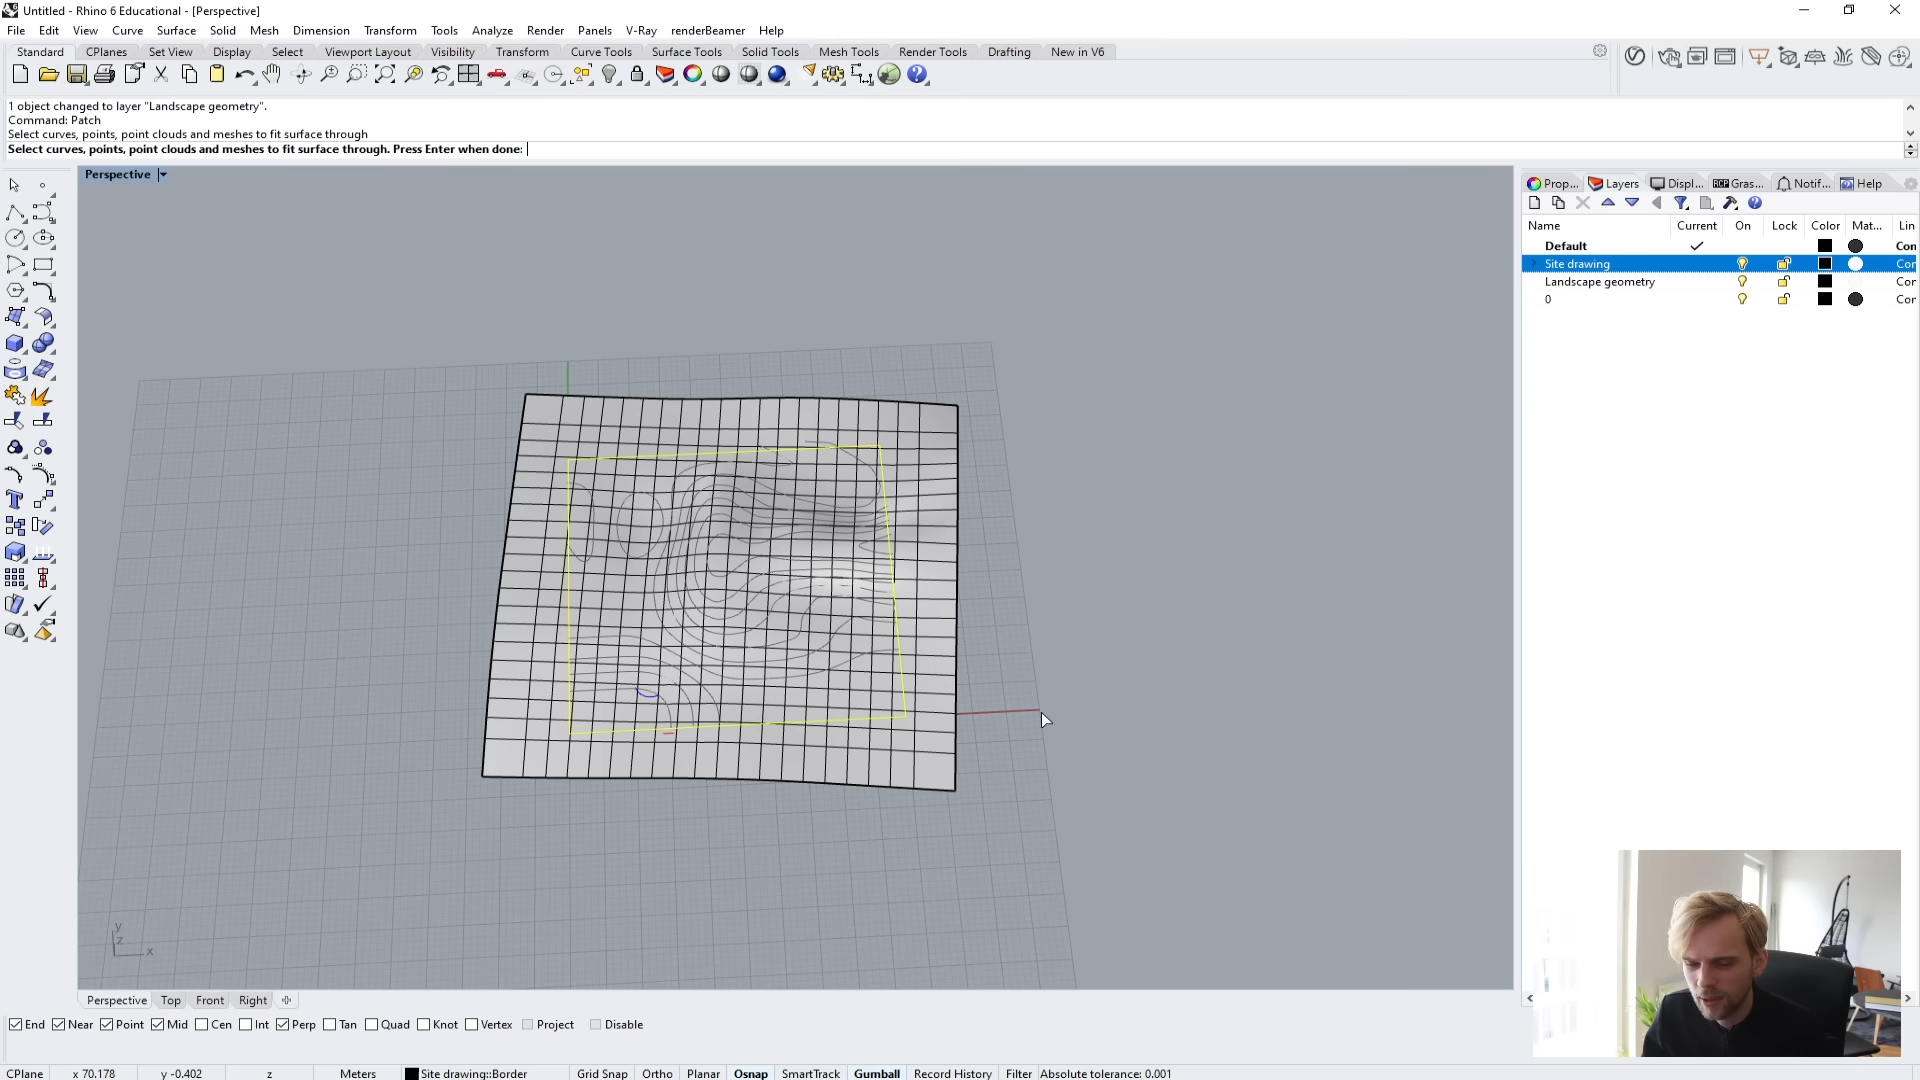 Untitled - Rhino 6 Educational - [Perspective]
File Edit View Curve Surface Solid Mesh Dimension Transform Tools Analyze Render Panels V-Ray renderBeamer Help
Standard CPlanes Set View Display Select Viewport Layout Visibility Transform Curve Tools Surface Tools Solid Tools Mesh Tools Render Tools Drafting New in V6
1 object changed to layer "Landscape geometry".
Command: Patch
Select curves, points, point clouds and meshes to fit surface through
Select curves, points, point clouds and meshes to fit surface through. Press Enter when done:
Perspective
Prop... Layers Displ... Gras... Notif... Help
Name Current On Lock Color Mat... Lin
Default Con
Site drawing Con
Landscape geometry Con
0 Con
y
z
x
Perspective Top Front Right
End Near Point Mid Cen Int Perp Tan Quad Knot Vertex Project Disable
CPlane x 70.178 y -0.402 z Meters Site drawing::Border Grid Snap Ortho Planar Osnap SmartTrack Gumball Record History Filter Absolute tolerance: 0.001